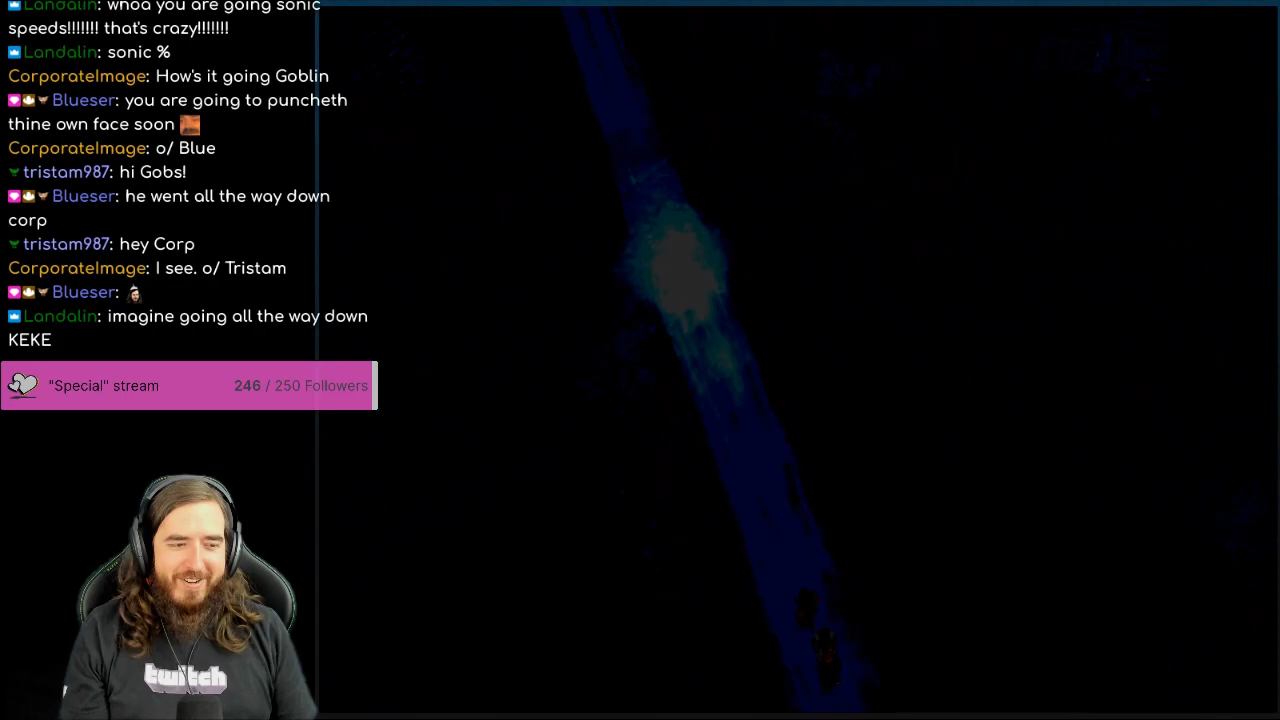 Landalin: whoa you are going sonic
speeds!!!!!!! that's crazy!!!!!!!
Landalin: sonic %
CorporateImage: How's it going Goblin
Blueser: you are going to puncheth
thine own face soon
CorporateImage: o/ Blue
tristam987: hi Gobs!
Blueser: he went all the way down
corp
tristam987: hey Corp
CorporateImage: I see. o/ Tristam
Blueser:
Landalin: imagine going all the way down
KEKE
"Special" stream 246 / 250 Followers
twitch